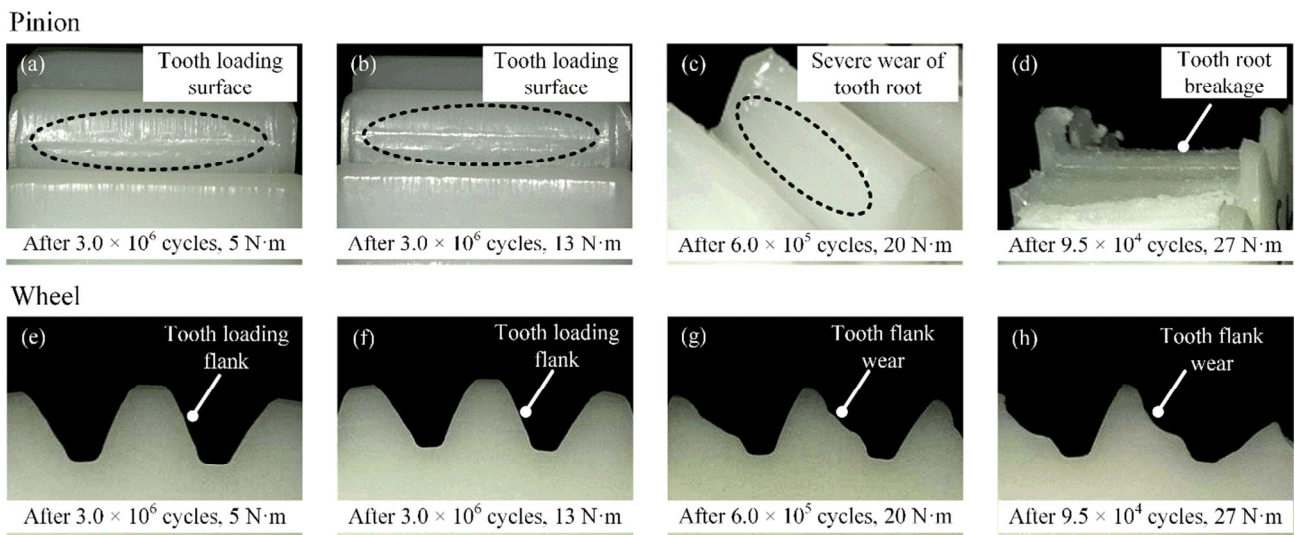 Pinion
(a)
Tooth loading
surface
After 3.0 × 10⁶ cycles, 5 N·m
(b)
Tooth loading
surface
After 3.0 × 10⁶ cycles, 13 N·m
(c)
Severe wear of
tooth root
After 6.0 × 10⁵ cycles, 20 N·m
(d)
Tooth root
breakage
After 9.5 × 10⁴ cycles, 27 N·m
Wheel
(e)
Tooth loading
flank
After 3.0 × 10⁶ cycles, 5 N·m
(f)
Tooth loading
flank
After 3.0 × 10⁶ cycles, 13 N·m
(g)
Tooth flank
wear
After 6.0 × 10⁵ cycles, 20 N·m
(h)
Tooth flank
wear
After 9.5 × 10⁴ cycles, 27 N·m